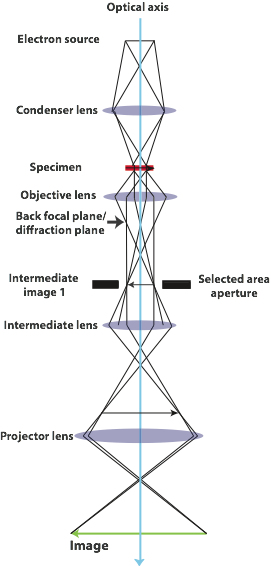 Optical axis
Electron source
Condenser lens
Specimen
Objective lens
Back focal plane/
diffraction plane
Intermediate
image 1
Selected area
aperture
Intermediate lens
Projector lens
Image